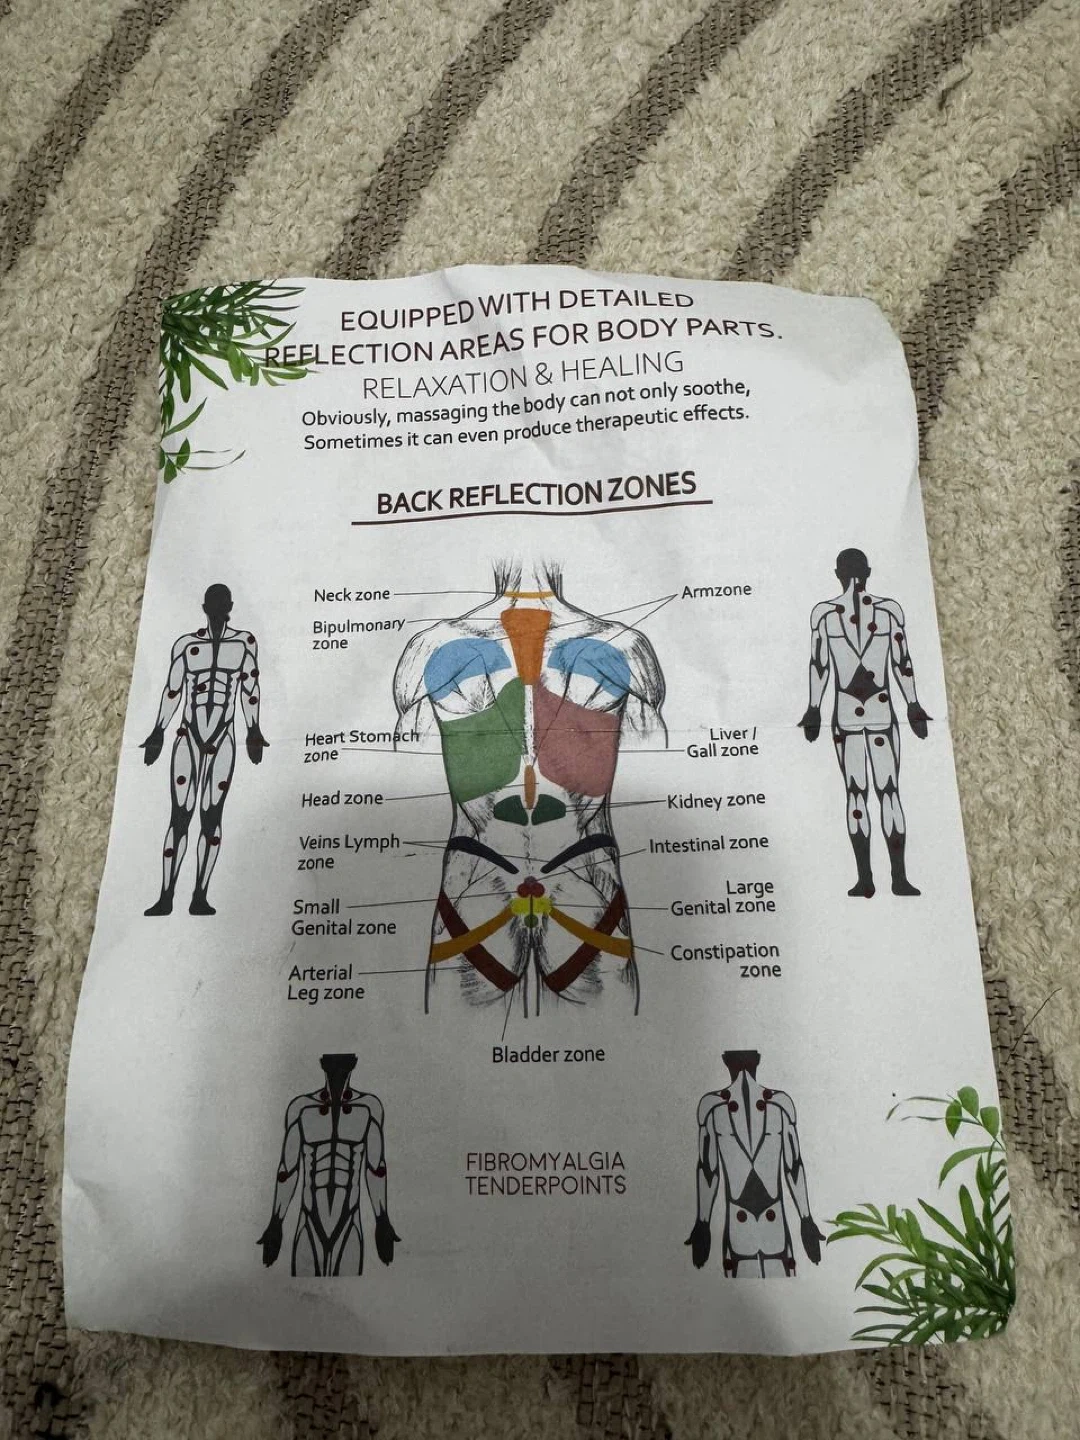 EQUIPPED WITH DETAILED
REFLECTION AREAS FOR BODY PARTS.
RELAXATION & HEALING
Obviously, massaging the body can not only soothe,
Sometimes it can even produce therapeutic effects.
BACK REFLECTION ZONES
Neck zone
Armzone
Bipulmonary
zone
Heart Stomach
zone
Liver /
Gall zone
Head zone
Kidney zone
Veins Lymph
zone
Intestinal zone
Small
Genital zone
Large
Genital zone
Arterial
Leg zone
Constipation
zone
Bladder zone
FIBROMYALGIA
TENDERPOINTS